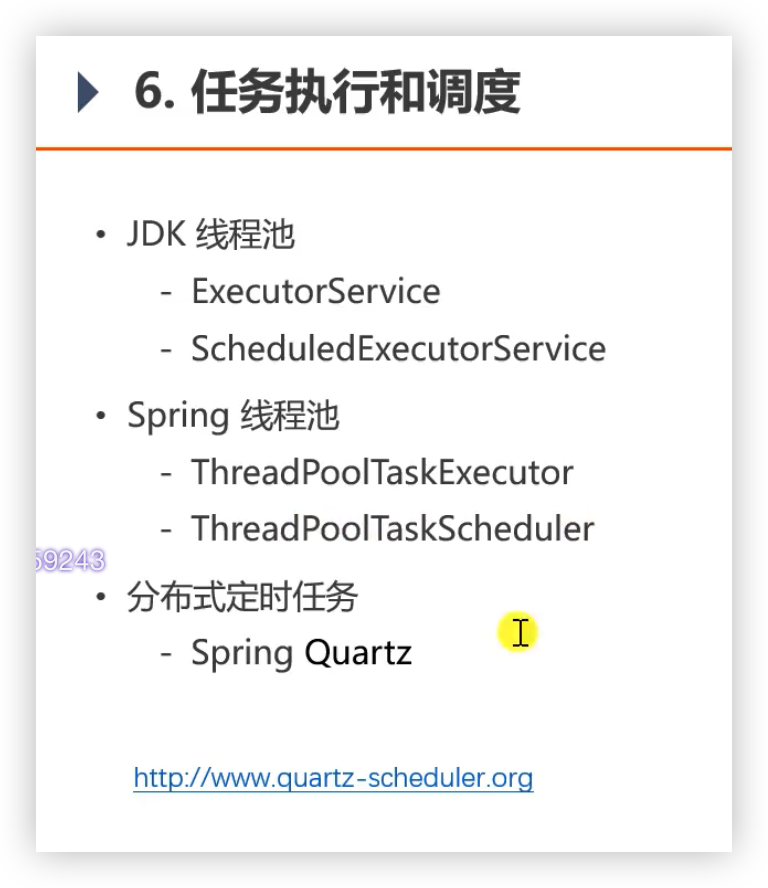 6. 任务执行和调度
• JDK 线程池
- ExecutorService
- ScheduledExecutorService
• Spring 线程池
- ThreadPoolTaskExecutor
- ThreadPoolTaskScheduler
59243
• 分布式定时任务
- Spring Quartz
http://www.quartz-scheduler.org